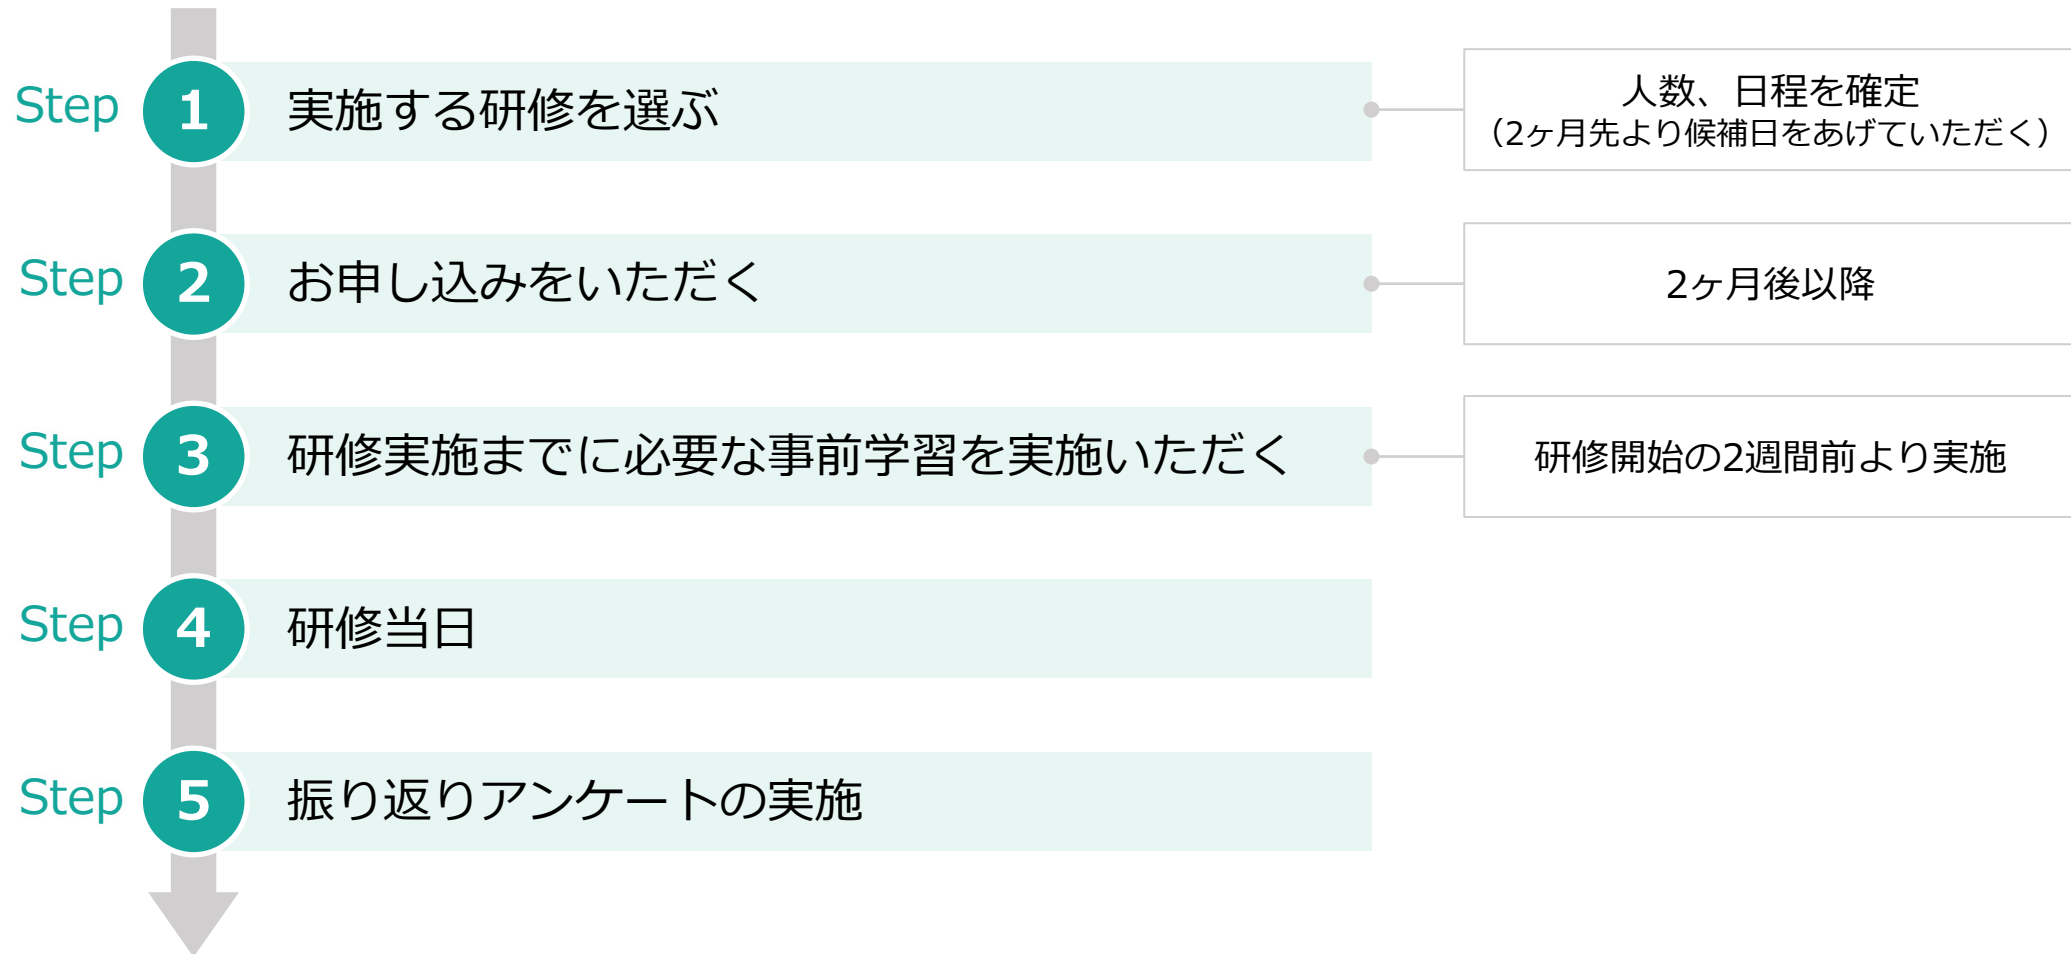 Step 1 実施する研修を選ぶ
人数、日程を確定
（2ヶ月先より候補日をあげていただく）
Step 2 お申し込みをいただく
2ヶ月後以降
Step 3 研修実施までに必要な事前学習を実施いただく
研修開始の2週間前より実施
Step 4 研修当日
Step 5 振り返りアンケートの実施